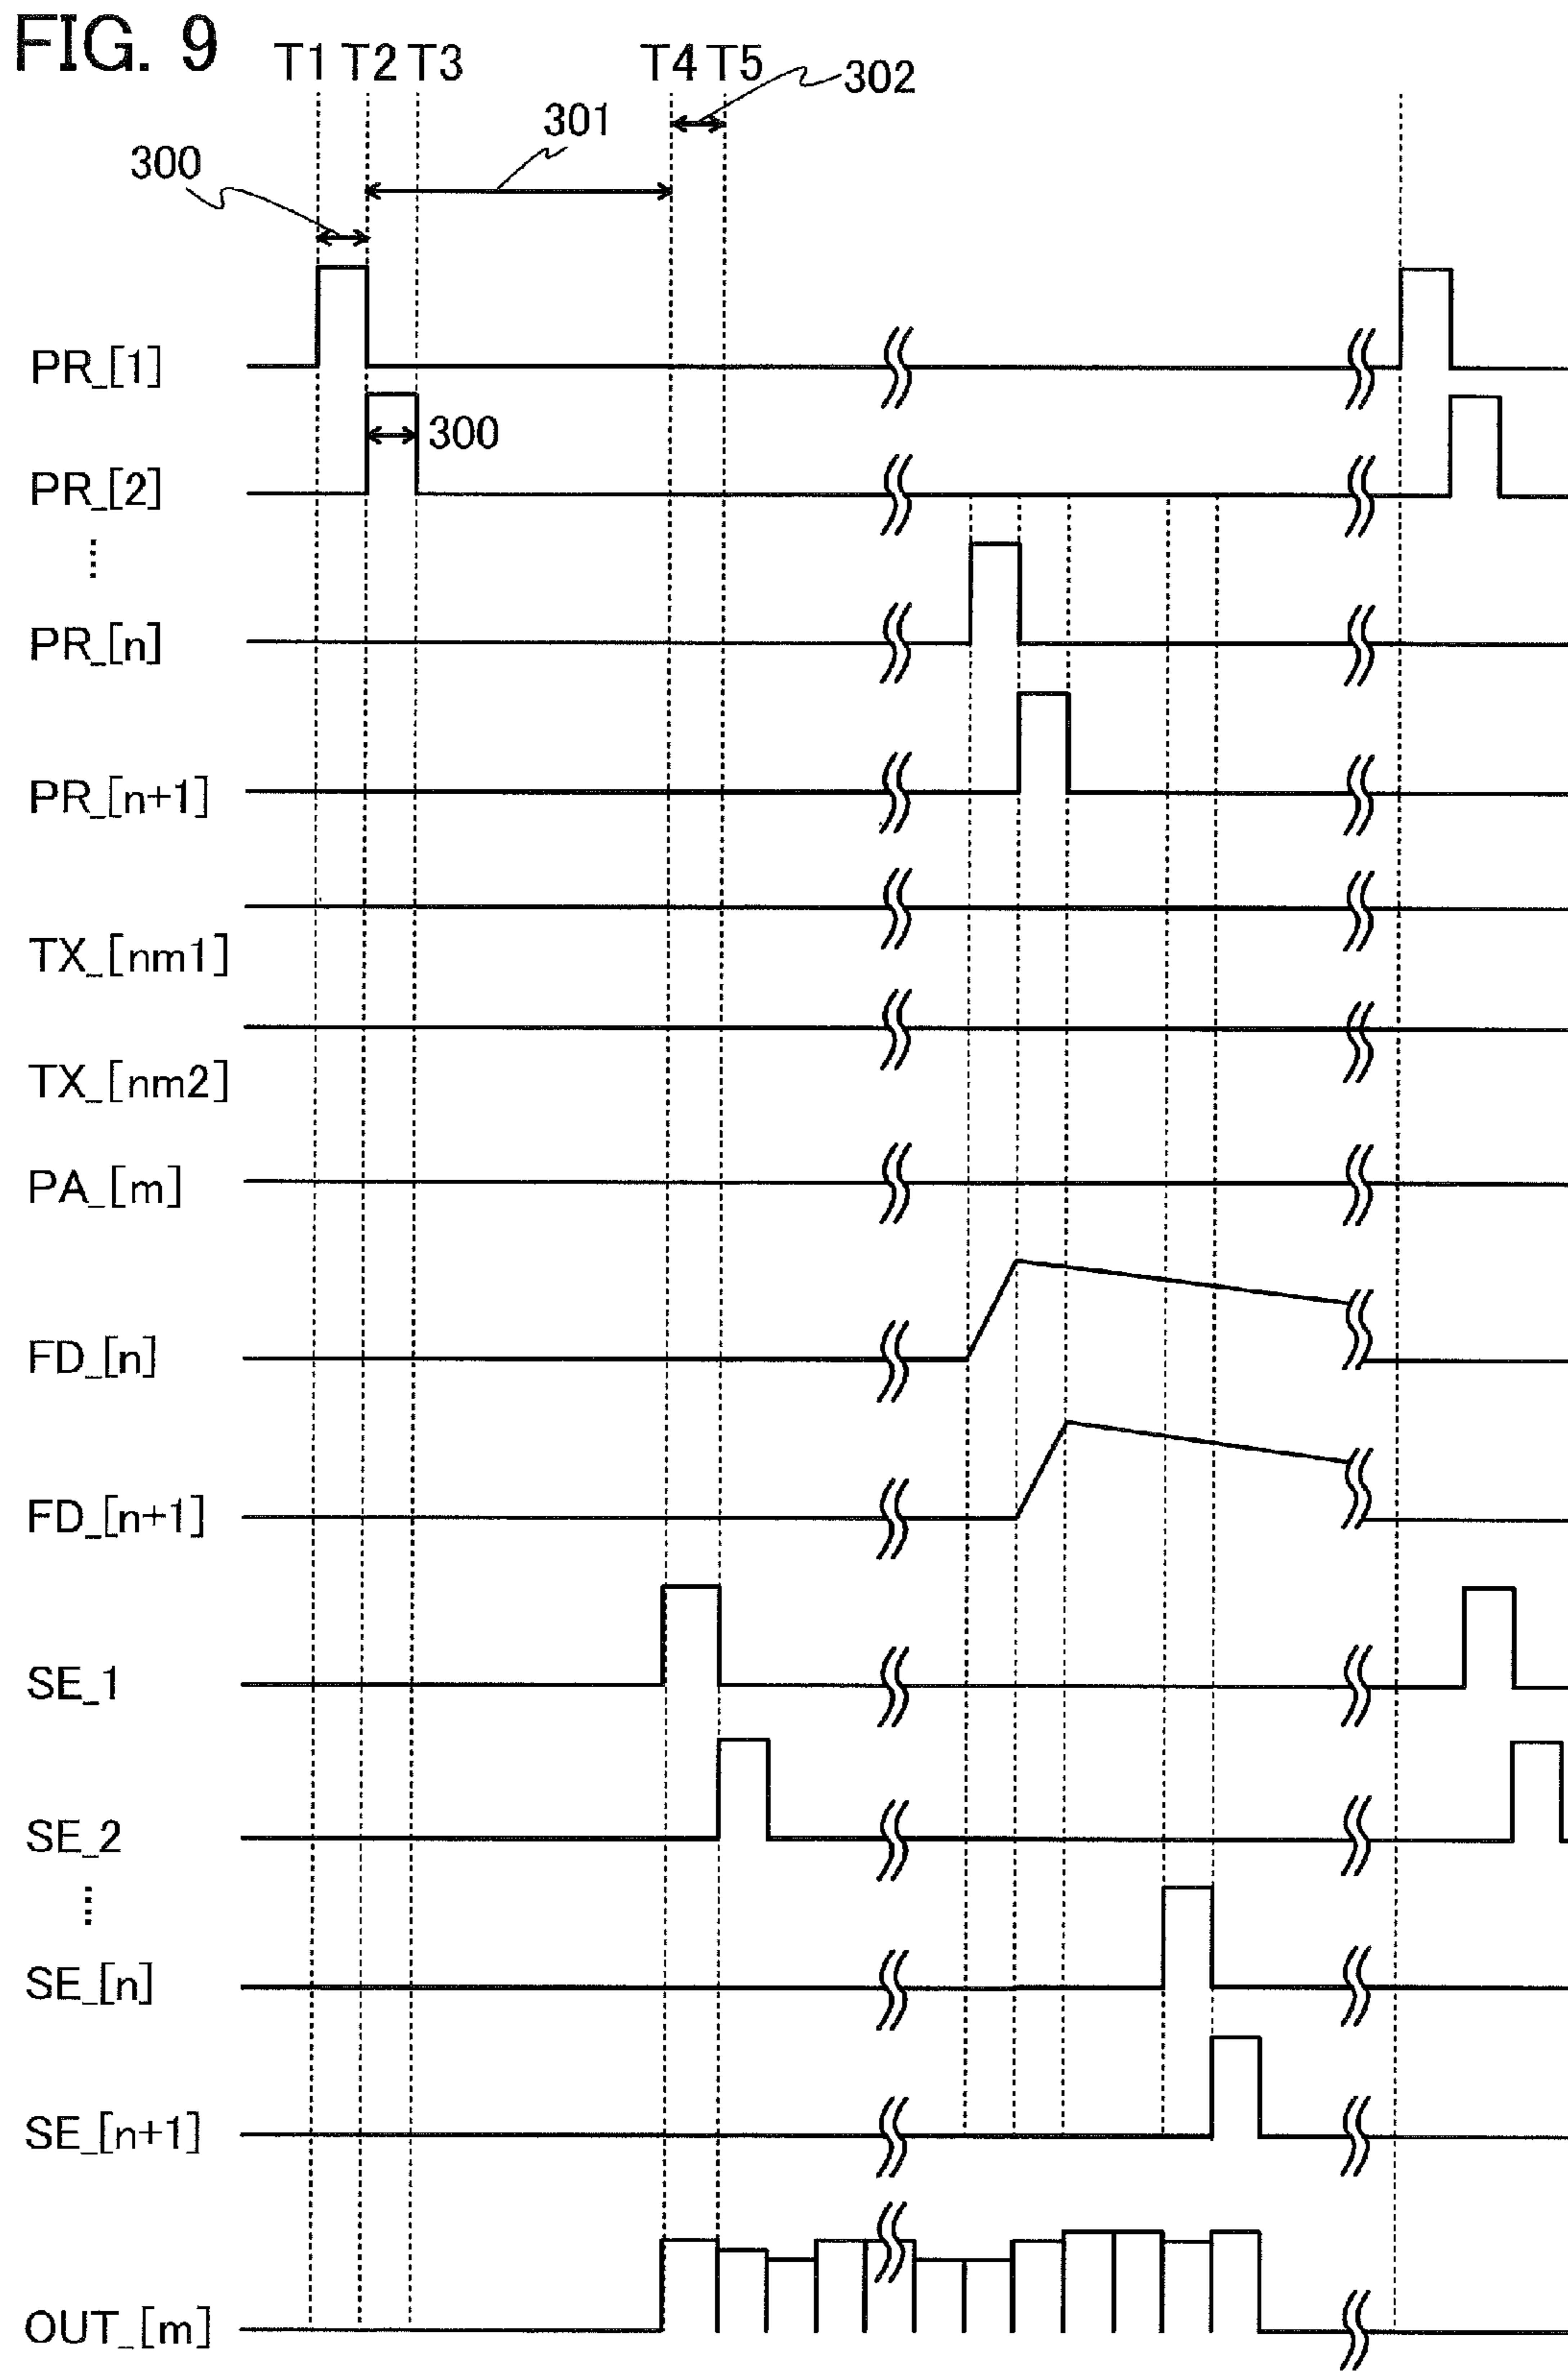 FIG. 9
T1 T2 T3 T4 T5 302
301
300
PR_[1]
300
PR_[2]
⋮
PR_[n]
PR_[n+1]
TX_[nm1]
TX_[nm2]
PA_[m]
FD_[n]
FD_[n+1]
SE_1
SE_2
⋮
SE_[n]
SE_[n+1]
OUT_[m]